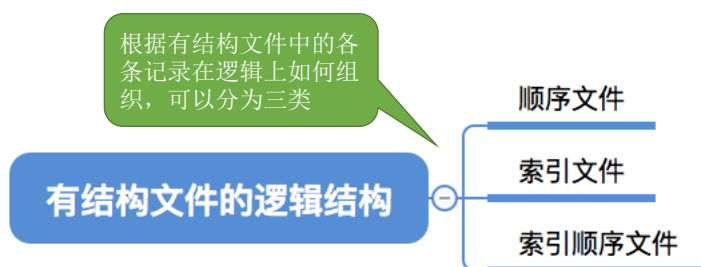 根据有结构文件中的各
条记录在逻辑上如何组
织，可以分为三类
顺序文件
索引文件
有结构文件的逻辑结构
索引顺序文件